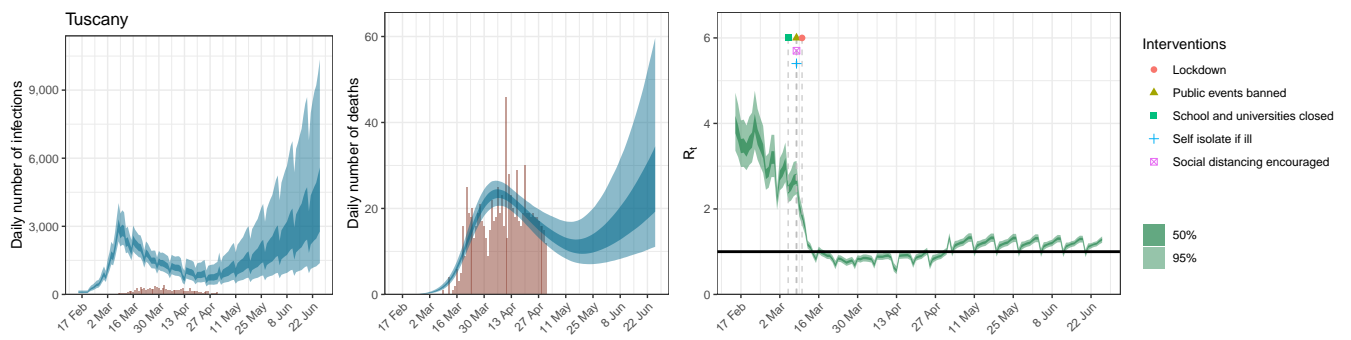 Tuscany
Daily number of infections
9,000
6,000
3,000
0
17 Feb
2 Mar
16 Mar
30 Mar
13 Apr
27 Apr
11 May
25 May
8 Jun
22 Jun
Daily number of deaths
60
40
20
0
17 Feb
2 Mar
16 Mar
30 Mar
13 Apr
27 Apr
11 May
25 May
8 Jun
22 Jun
Rt
6
4
2
0
17 Feb
2 Mar
16 Mar
30 Mar
13 Apr
27 Apr
11 May
25 May
8 Jun
22 Jun
Interventions
Lockdown
Public events banned
School and universities closed
Self isolate if ill
Social distancing encouraged
50%
95%